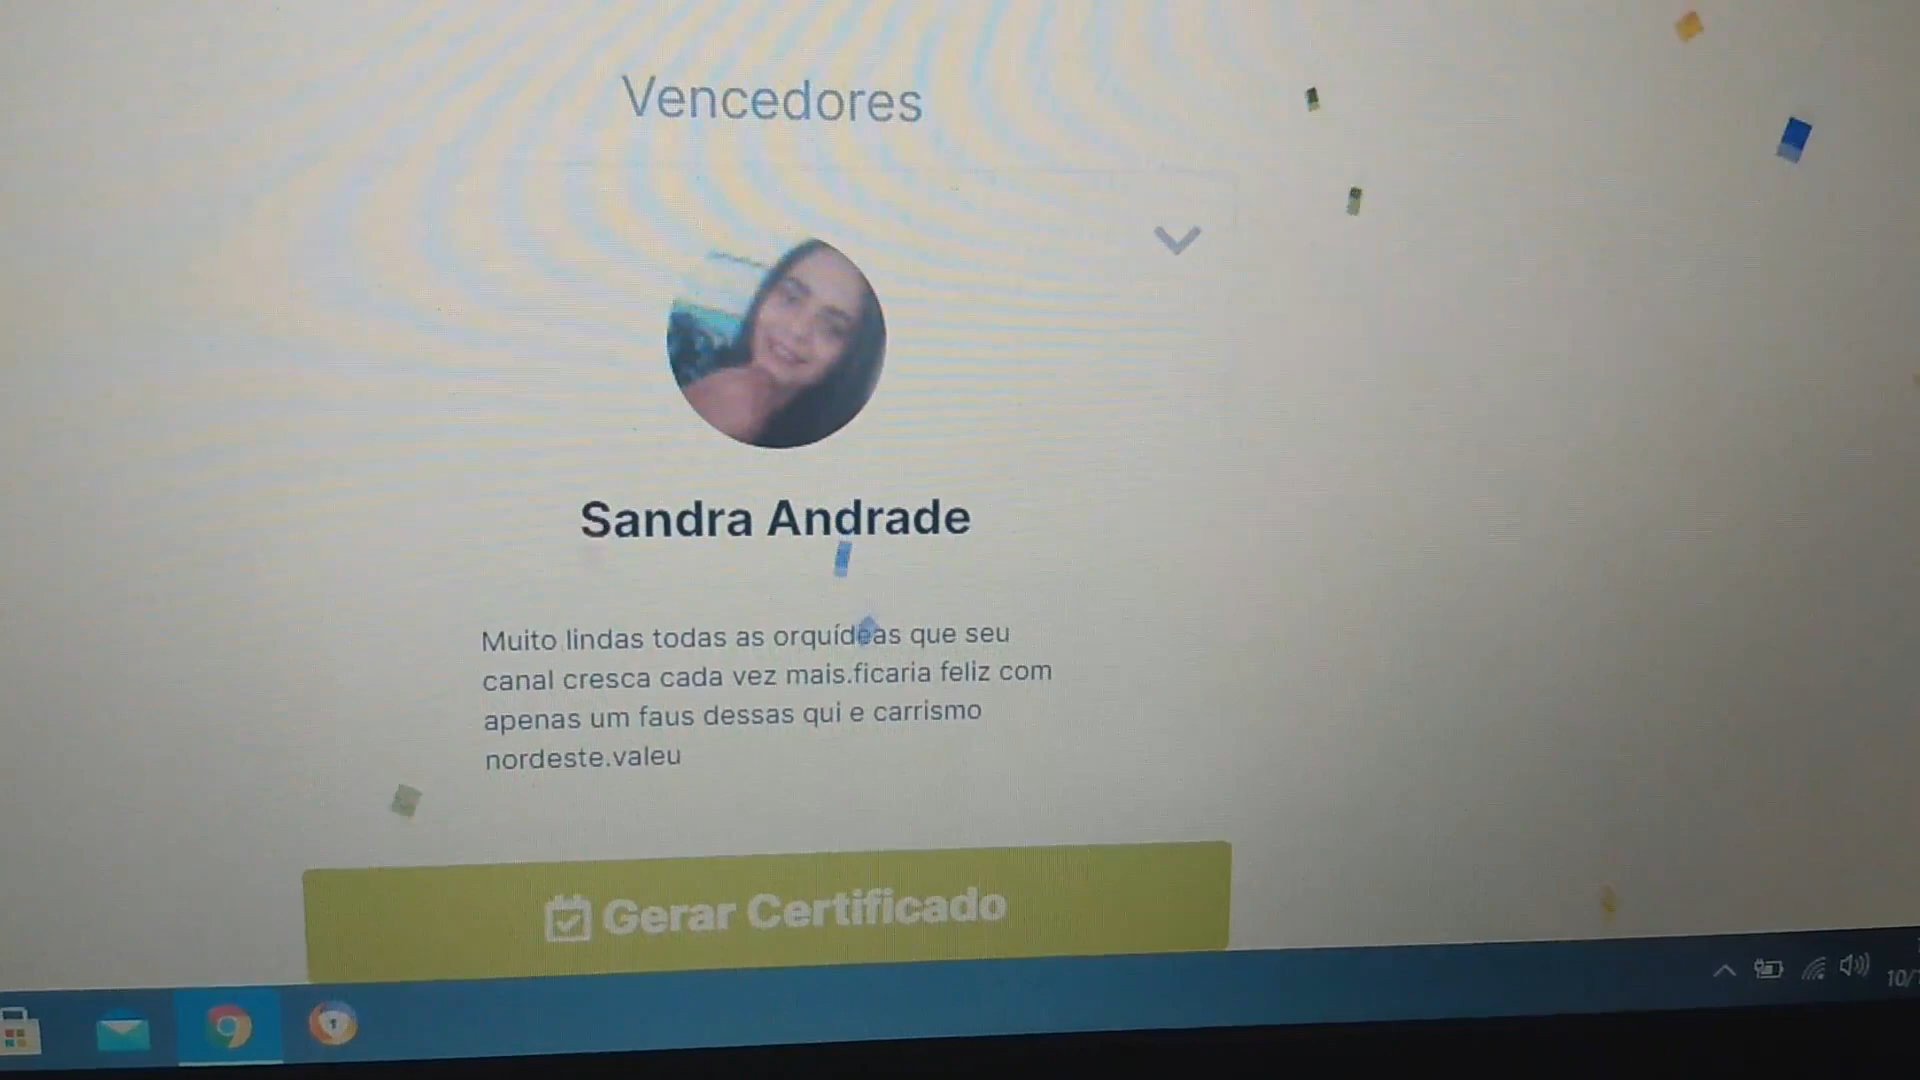 Vencedores
Sandra Andrade
Muito lindas todas as orquídeas que seu
canal cresca cada vez mais.ficaria feliz com
apenas um faus dessas qui e carrismo
nordeste.valeu
Gerar Certificado
10/